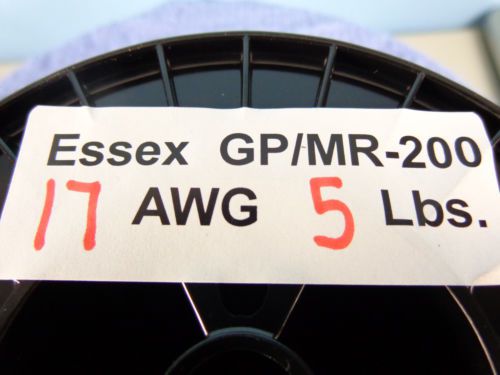 Essex GP/MR-200
17 AWG 5 Lbs.